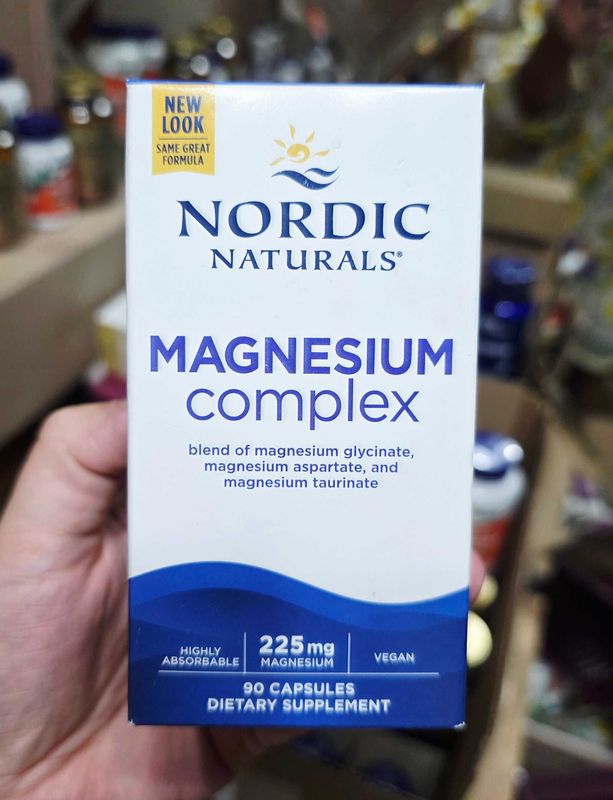 NEW
LOOK
SAME GREAT
FORMULA
NORDIC
NATURALS®
MAGNESIUM
complex
blend of magnesium glycinate,
magnesium aspartate, and
magnesium taurinate
HIGHLY
ABSORBABLE
225mg
MAGNESIUM
VEGAN
90 CAPSULES
DIETARY SUPPLEMENT